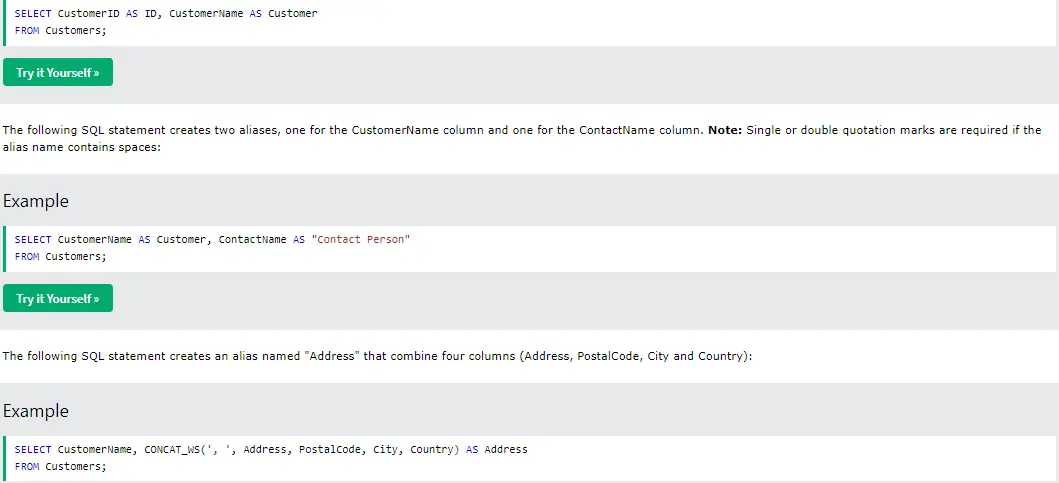 SELECT CustomerID AS ID, CustomerName AS Customer
FROM Customers;
Try it Yourself »
The following SQL statement creates two aliases, one for the CustomerName column and one for the ContactName column. Note: Single or double quotation marks are required if the
alias name contains spaces:
Example
SELECT CustomerName AS Customer, ContactName AS "Contact Person"
FROM Customers;
Try it Yourself »
The following SQL statement creates an alias named "Address" that combine four columns (Address, PostalCode, City and Country):
Example
SELECT CustomerName, CONCAT_WS(', ', Address, PostalCode, City, Country) AS Address
FROM Customers;